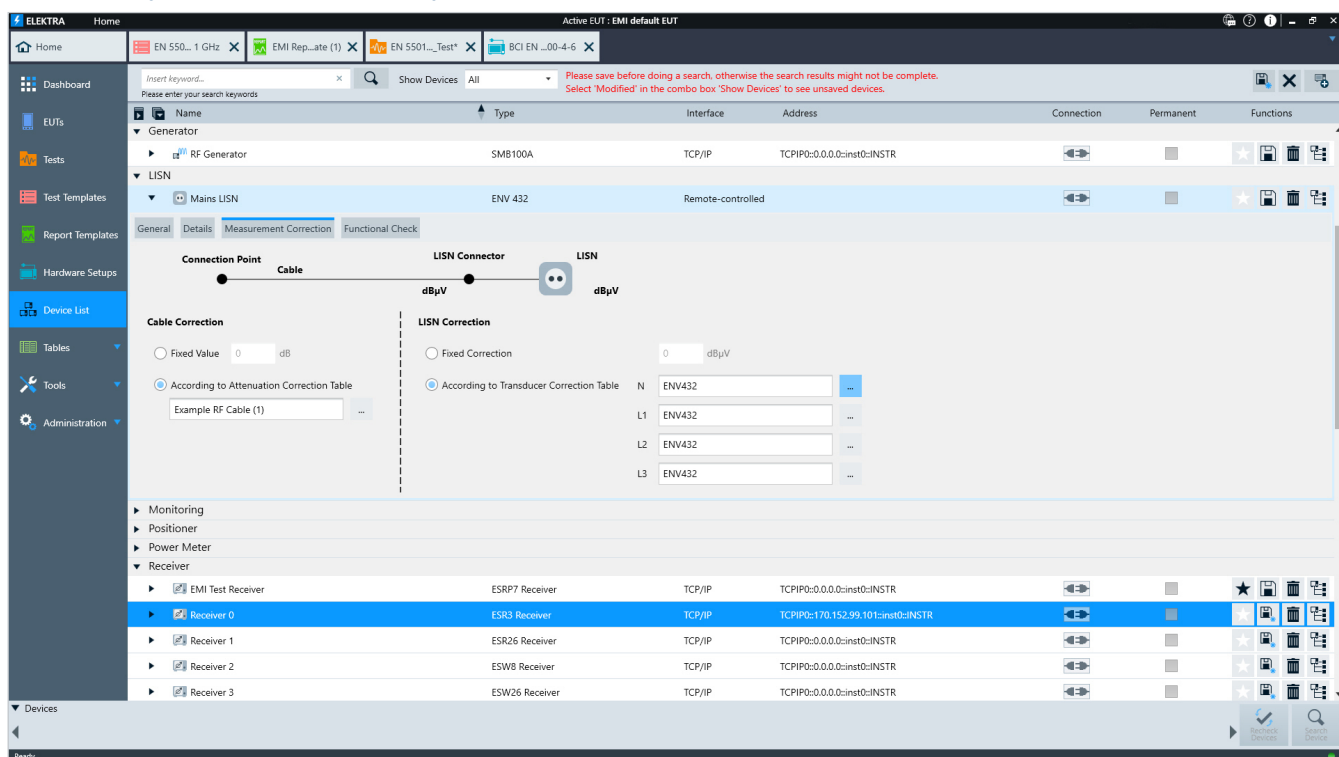 ELEKTRA Home Active EUT : EMI default EUT
Home EN 550... 1 GHz EMI Rep...ate (1) EN 5501..._Test* BCI EN ...00-4-6
Dashboard
EUTs
Tests
Test Templates
Report Templates
Hardware Setups
Device List
Tables
Tools
Administration
Insert keyword... Show Devices All Please save before doing a search, otherwise the search results might not be complete.
Please enter your search keywords Select 'Modified' in the combo box 'Show Devices' to see unsaved devices.
Name Type Interface Address Connection Permanent Functions
Generator
RF Generator SMB100A TCP/IP TCPIP0::0.0.0.0::inst0::INSTR
LISN
Mains LISN ENV 432 Remote-controlled
General Details Measurement Correction Functional Check
Connection Point LISN Connector LISN
Cable
dBμV dBμV
Cable Correction LISN Correction
Fixed Value 0 dB Fixed Correction 0 dBμV
According to Attenuation Correction Table According to Transducer Correction Table N ENV432 ...
Example RF Cable (1) ...
L1 ENV432 ...
L2 ENV432 ...
L3 ENV432 ...
Monitoring
Positioner
Power Meter
Receiver
EMI Test Receiver ESRP7 Receiver TCP/IP TCPIP0::0.0.0.0::inst0::INSTR
Receiver 0 ESR3 Receiver TCP/IP TCPIP0::170.152.99.101::inst0::INSTR
Receiver 1 ESR26 Receiver TCP/IP TCPIP0::0.0.0.0::inst0::INSTR
Receiver 2 ESW8 Receiver TCP/IP TCPIP0::0.0.0.0::inst0::INSTR
Receiver 3 ESW26 Receiver TCP/IP TCPIP0::0.0.0.0::inst0::INSTR
Devices
Recheck Devices Search Device
Ready